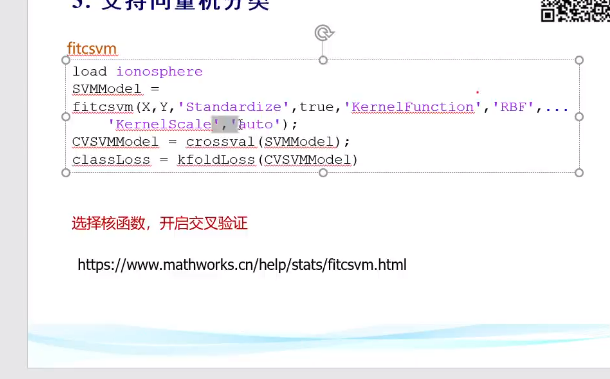 3. 支持向量机分类
fitcsvm
load ionosphere
SVMModel =
fitcsvm(X,Y,'Standardize',true,'KernelFunction','RBF',...
'KernelScale','auto');
CVSVMModel = crossval(SVMModel);
classLoss = kfoldLoss(CVSVMModel)
选择核函数，开启交叉验证
https://www.mathworks.cn/help/stats/fitcsvm.html